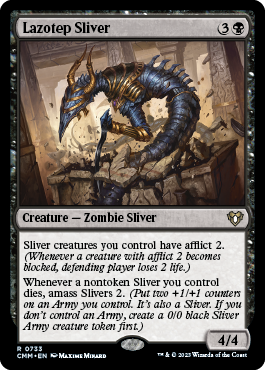 Lazotep Sliver 3
Creature — Zombie Sliver
Sliver creatures you control have afflict 2.
(Whenever a creature with afflict 2 becomes
blocked, defending player loses 2 life.)
Whenever a nontoken Sliver you control
dies, amass Slivers 2. (Put two +1/+1 counters
on an Army you control. It's also a Sliver. If you
don't control an Army, create a 0/0 black Sliver
Army creature token first.)
4/4
R 0733
CMM • EN MAXIME MINARD
™ & © 2023 Wizards of the Coast